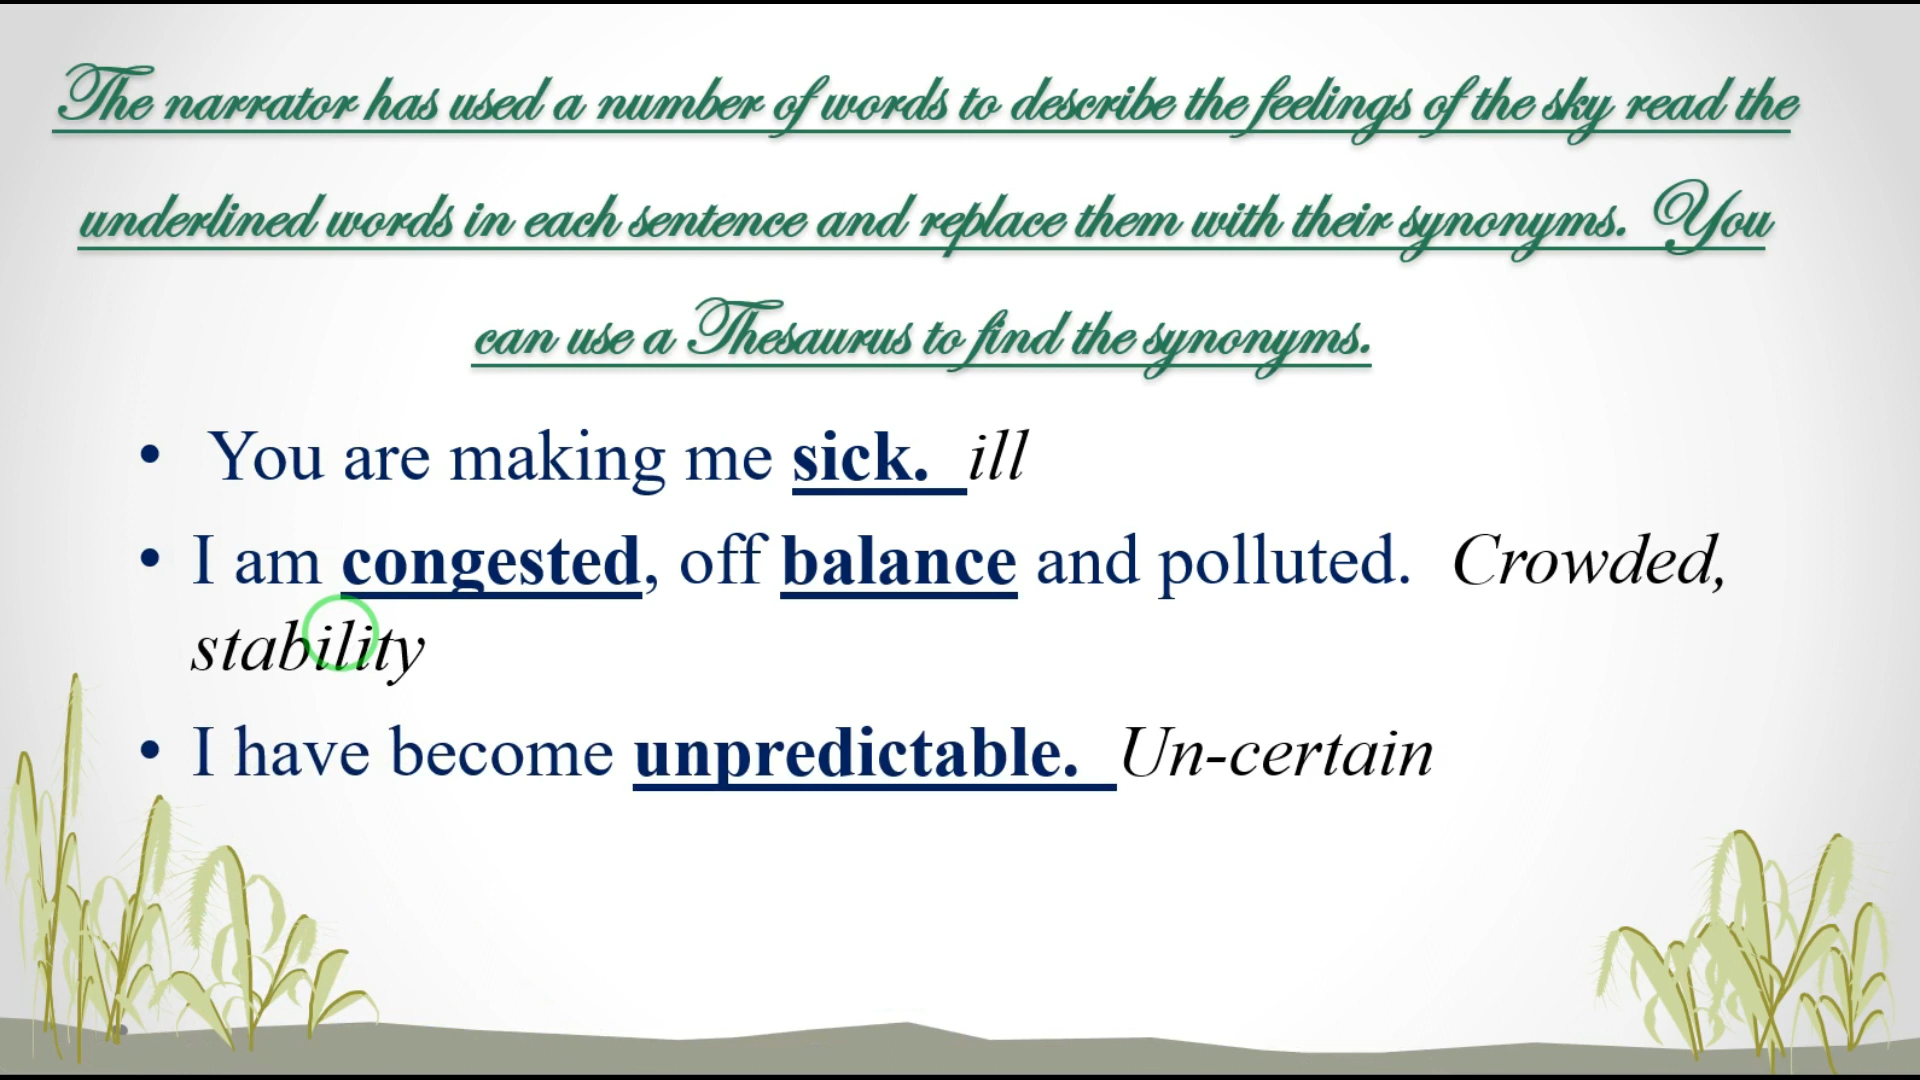 The narrator has used a number of words to describe the feelings of the sky read the
underlined words in each sentence and replace them with their synonyms. You
can use a Thesaurus to find the synonyms.
• You are making me sick. ill
• I am congested, off balance and polluted. Crowded,
stability
• I have become unpredictable. Un-certain